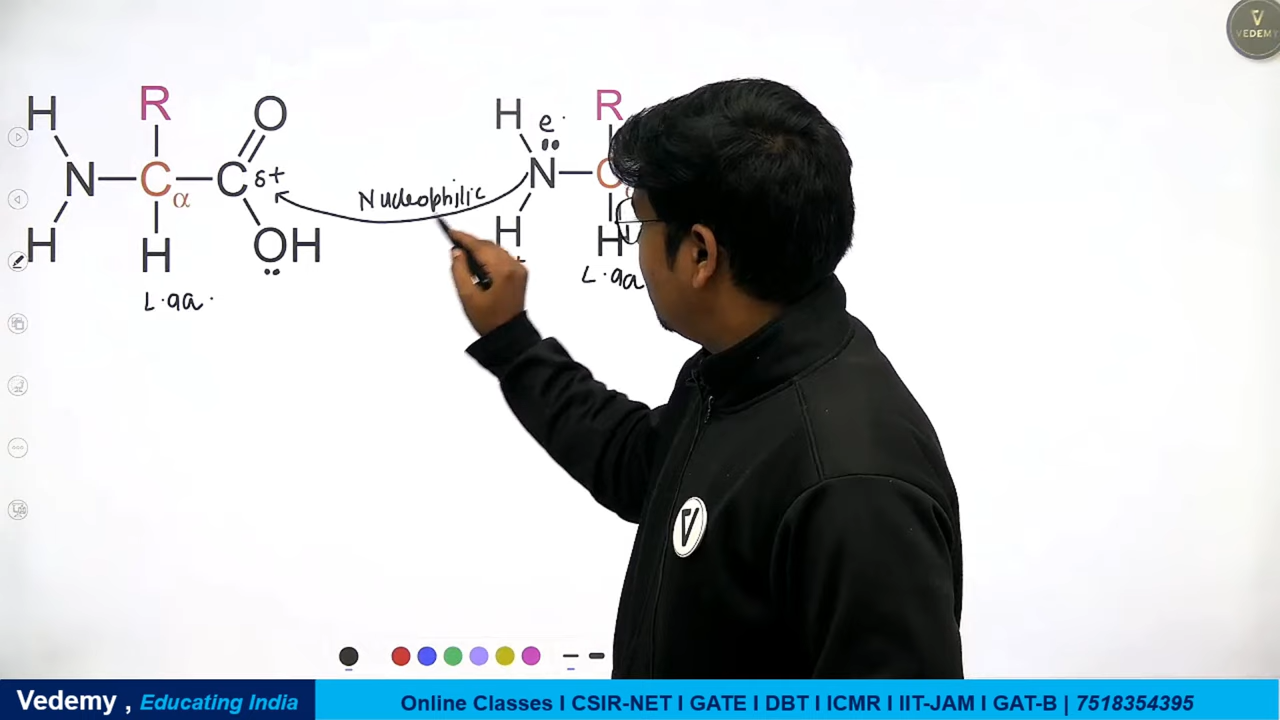 VEDEMY
H R O H e. R
N C α C δ+ N C
Nucleophilic
H H OH H H
L.aa. L.aa
Vedemy , Educating India
Online Classes I CSIR-NET I GATE I DBT I ICMR I IIT-JAM I GAT-B | 7518354395